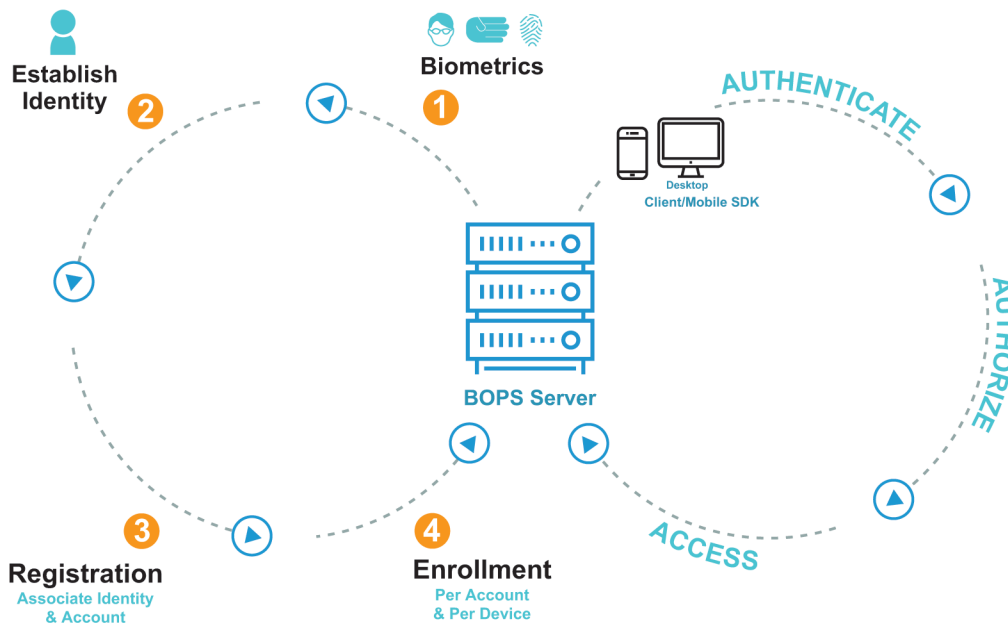 Biometrics
1
Establish
Identity
2
3
Registration
Associate Identity
& Account
4
Enrollment
Per Account
& Per Device
BOPS Server
Desktop
Client/Mobile SDK
AUTHENTICATE
AUTHORIZE
ACCESS